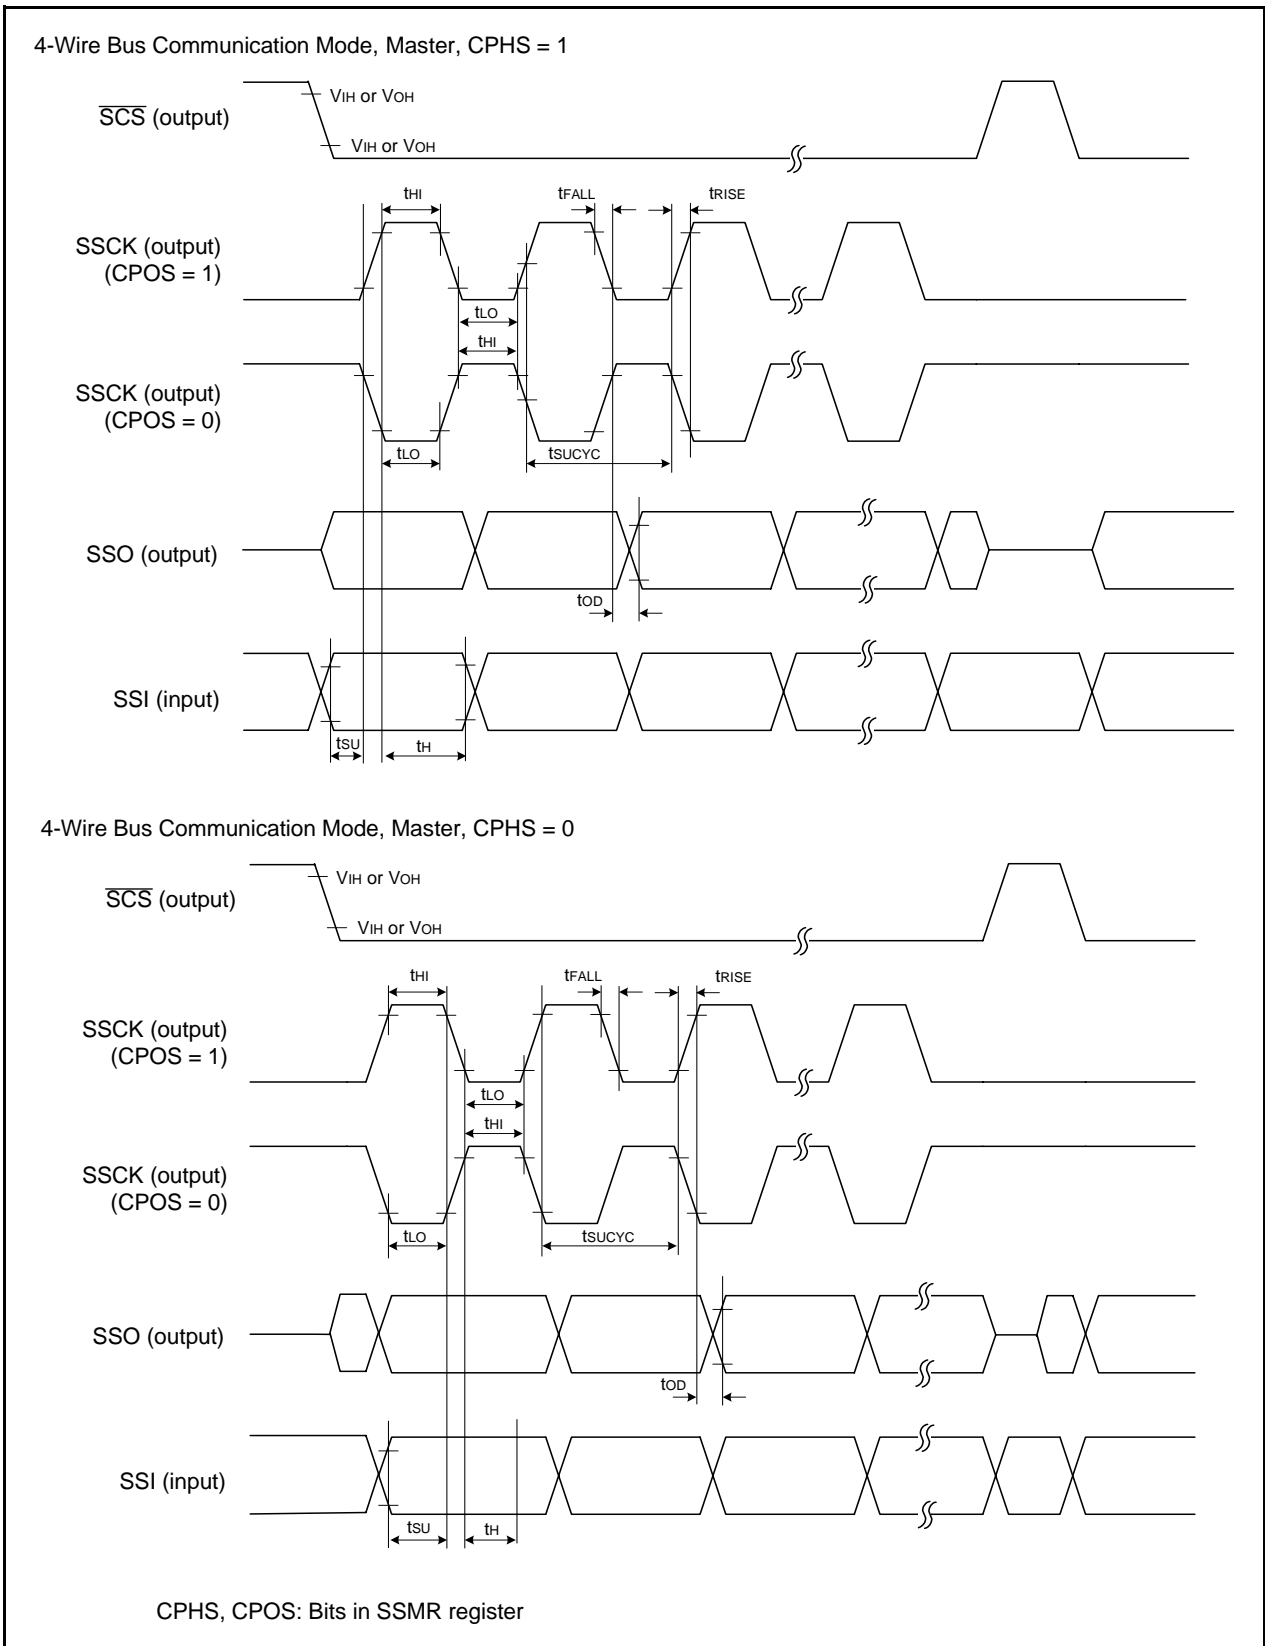 4-Wire Bus Communication Mode, Master, CPHS = 1
VIH or VOH
SCS (output)
VIH or VOH
tHI
tFALL
tRISE
SSCK (output)
(CPOS = 1)
tLO
tHI
SSCK (output)
(CPOS = 0)
tLO
tSUCYC
SSO (output)
tOD
SSI (input)
tSU
tH
4-Wire Bus Communication Mode, Master, CPHS = 0
VIH or VOH
SCS (output)
VIH or VOH
tHI
tFALL
tRISE
SSCK (output)
(CPOS = 1)
tLO
tHI
SSCK (output)
(CPOS = 0)
tLO
tSUCYC
SSO (output)
tOD
SSI (input)
tSU
tH
CPHS, CPOS: Bits in SSMR register